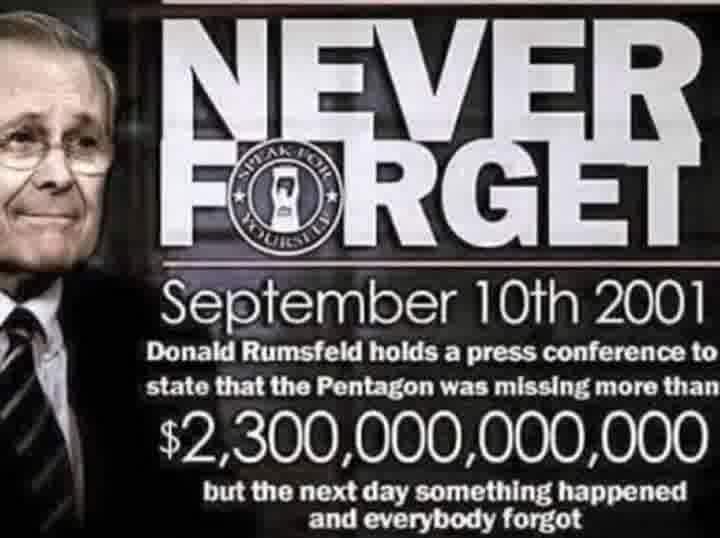 NEVER
FORGET
SPEAK FOR
YOURSELF
September 10th 2001
Donald Rumsfeld holds a press conference to
state that the Pentagon was missing more than
$2,300,000,000,000
but the next day something happened
and everybody forgot